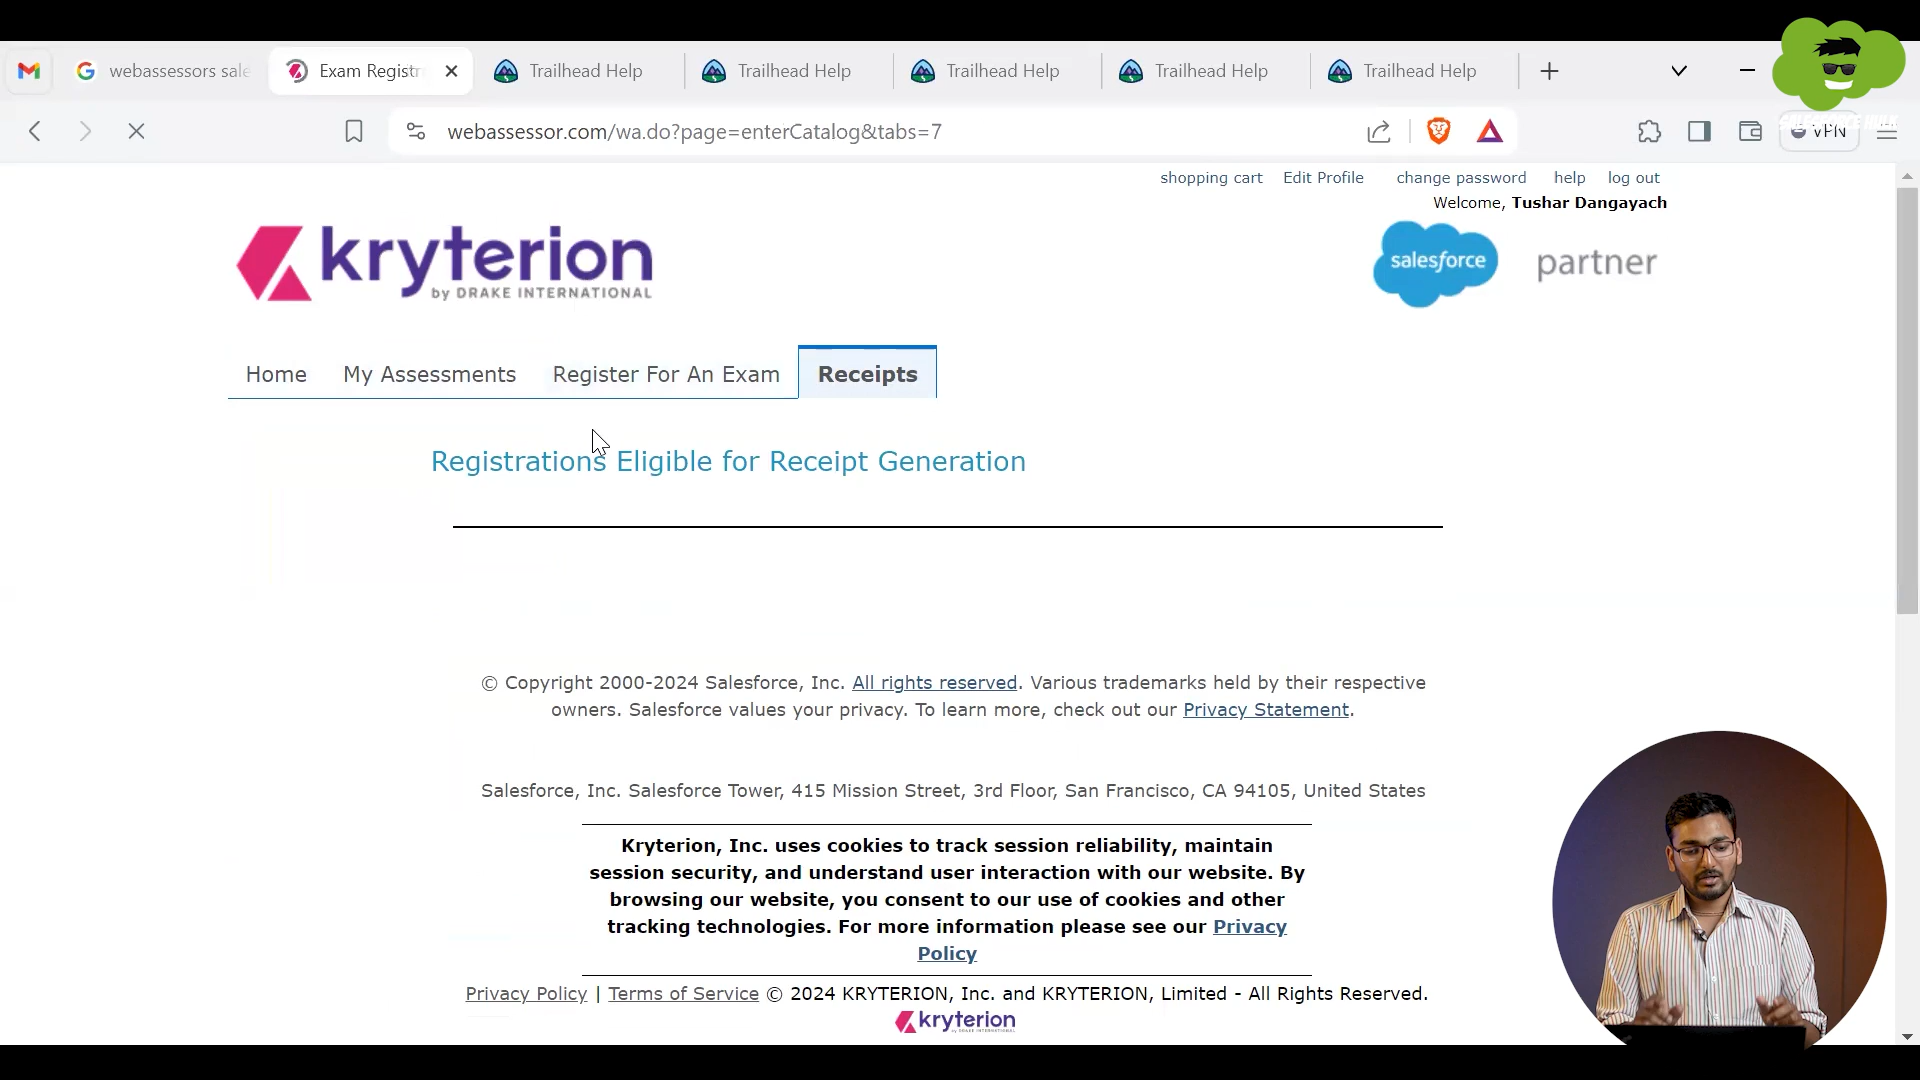 webassessors sale
Exam Registr
Trailhead Help
Trailhead Help
Trailhead Help
Trailhead Help
Trailhead Help
webassessor.com/wa.do?page=enterCatalog&tabs=7
VPN
SALESFORCE HULK
shopping cart Edit Profile change password help log out
Welcome, Tushar Dangayach
kryterion
by DRAKE INTERNATIONAL
salesforce partner
Home My Assessments Register For An Exam Receipts
Registrations Eligible for Receipt Generation
© Copyright 2000-2024 Salesforce, Inc. All rights reserved. Various trademarks held by their respective
owners. Salesforce values your privacy. To learn more, check out our Privacy Statement.
Salesforce, Inc. Salesforce Tower, 415 Mission Street, 3rd Floor, San Francisco, CA 94105, United States
Kryterion, Inc. uses cookies to track session reliability, maintain
session security, and understand user interaction with our website. By
browsing our website, you consent to our use of cookies and other
tracking technologies. For more information please see our Privacy
Policy
Privacy Policy | Terms of Service © 2024 KRYTERION, Inc. and KRYTERION, Limited - All Rights Reserved.
kryterion
by DRAKE INTERNATIONAL